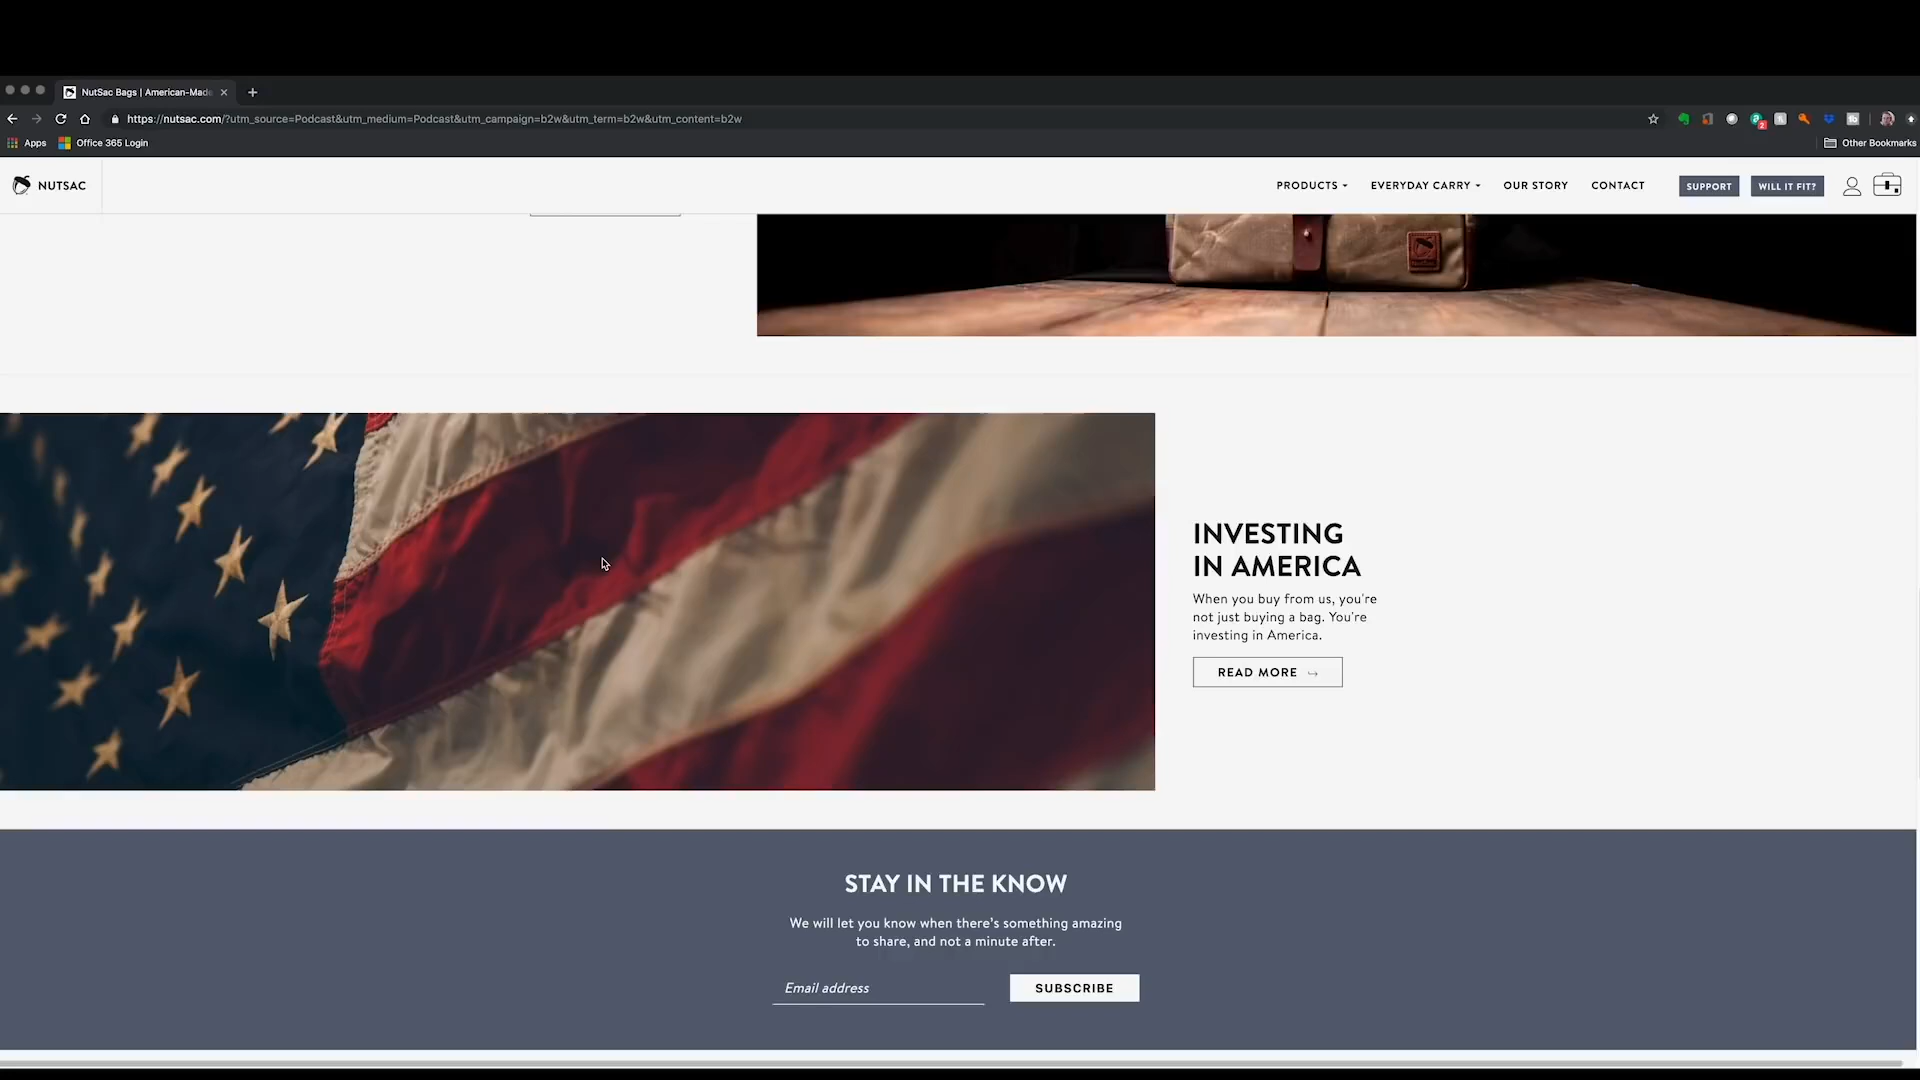 NutSac Bags | American-Made
https://nutsac.com/?utm_source=Podcast&utm_medium=Podcast&utm_campaign=b2w&utm_term=b2w&utm_content=b2w
Apps Office 365 Login Other Bookmarks
NUTSAC PRODUCTS EVERYDAY CARRY OUR STORY CONTACT SUPPORT WILL IT FIT?
INVESTING
IN AMERICA
When you buy from us, you're
not just buying a bag. You're
investing in America.
READ MORE
STAY IN THE KNOW
We will let you know when there's something amazing
to share, and not a minute after.
Email address SUBSCRIBE